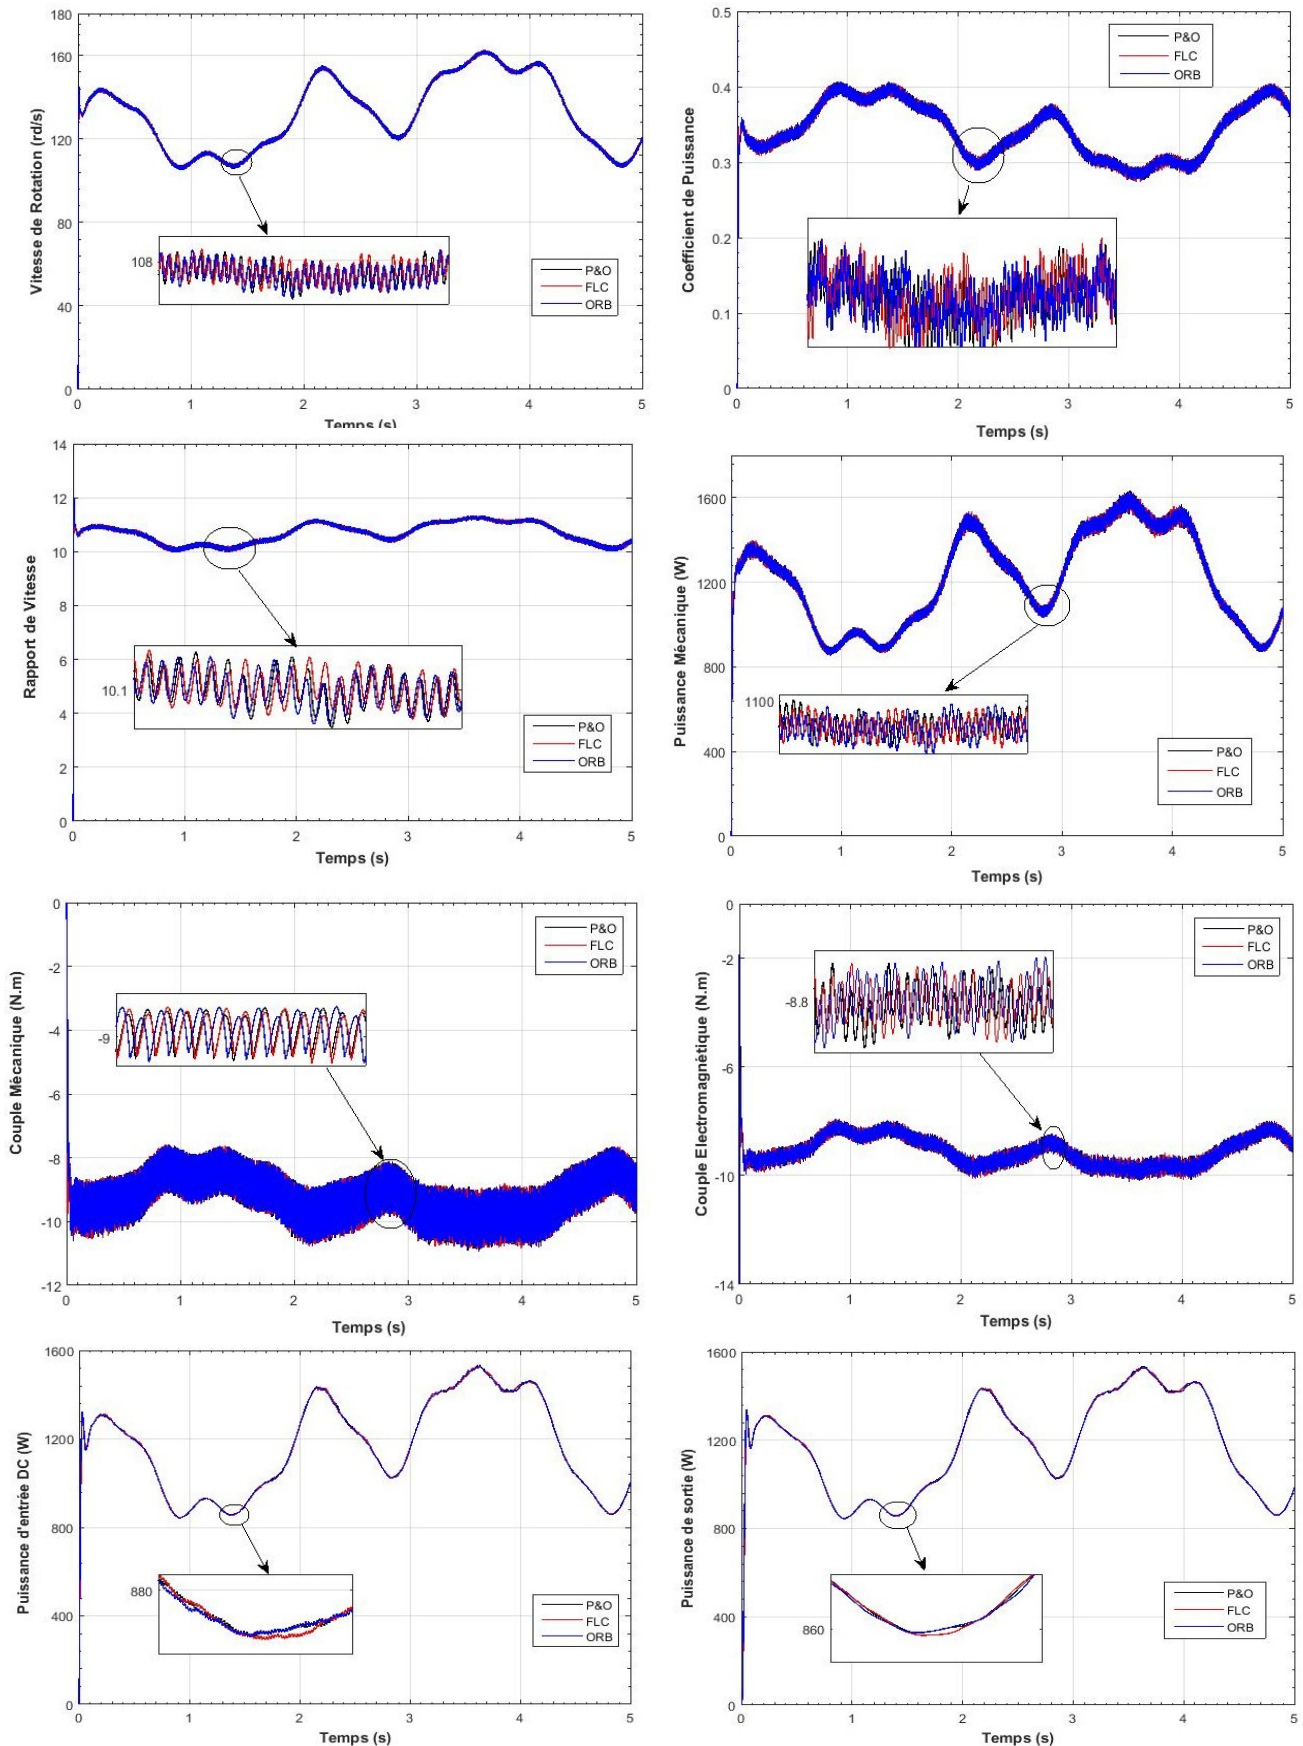 Vitesse de Rotation (rd/s)
180
160
120
80
40
0
108
P&O
FLC
ORB
0 1 2 3 4 5
Temps (s)
Coefficient de Puissance
0.5
0.4
0.3
0.2
0.1
0
P&O
FLC
ORB
0 1 2 3 4 5
Temps (s)
Rapport de Vitesse
14
12
10
8
6
4
2
0
10.1
P&O
FLC
ORB
0 1 2 3 4 5
Temps (s)
Puissance Mécanique (W)
1600
1200
800
400
0
1100
P&O
FLC
ORB
0 1 2 3 4 5
Temps (s)
Couple Mécanique (N.m)
0
-2
-4
-6
-8
-10
-12
-9
P&O
FLC
ORB
0 1 2 3 4 5
Temps (s)
Couple Electromagnétique (N.m)
0
-2
-6
-10
-14
-8.8
P&O
FLC
ORB
0 1 2 3 4 5
Temps (s)
Puissance d'entrée DC (W)
1600
1200
800
400
0
880
P&O
FLC
ORB
0 1 2 3 4 5
Temps (s)
Puissance de sortie (W)
1600
1200
800
400
0
860
P&O
FLC
ORB
0 1 2 3 4 5
Temps (s)